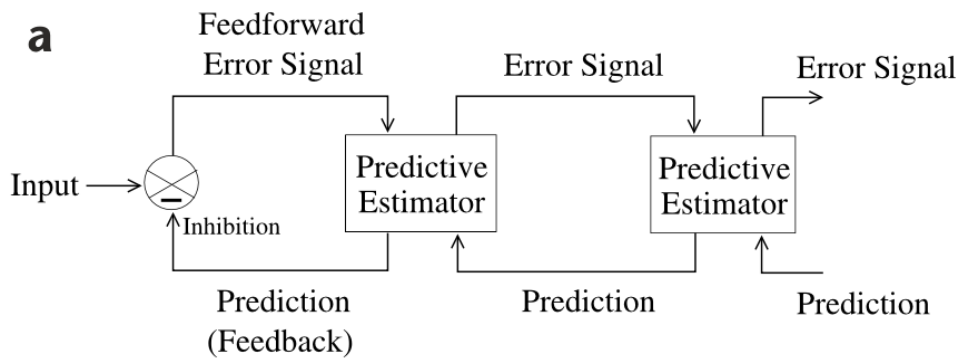 a
Feedforward
Error Signal
Error Signal
Error Signal
Input
Predictive
Estimator
Predictive
Estimator
Inhibition
Prediction
(Feedback)
Prediction
Prediction